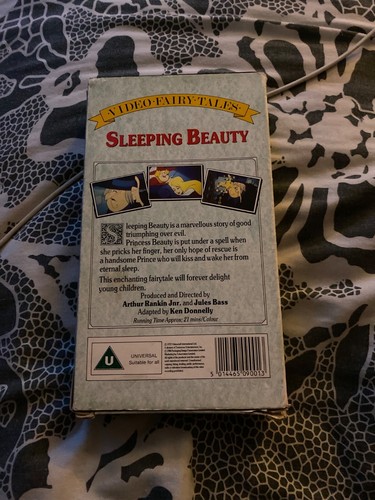 VIDEO FAIRY TALES
SLEEPING BEAUTY
Sleeping Beauty is a marvellous story of good
triumphing over evil.
Princess Beauty is put under a spell when
she pricks her finger, her only hope of rescue is
a handsome Prince who will kiss and wake her from
eternal sleep.
This enchanting fairytale will forever delight
young children.
Produced and Directed by
Arthur Rankin Jnr. and Jules Bass
Adapted by Ken Donnelly
Running Time Approx: 21 mins/Colour
U
UNIVERSAL
Suitable for all
5 014465 090013